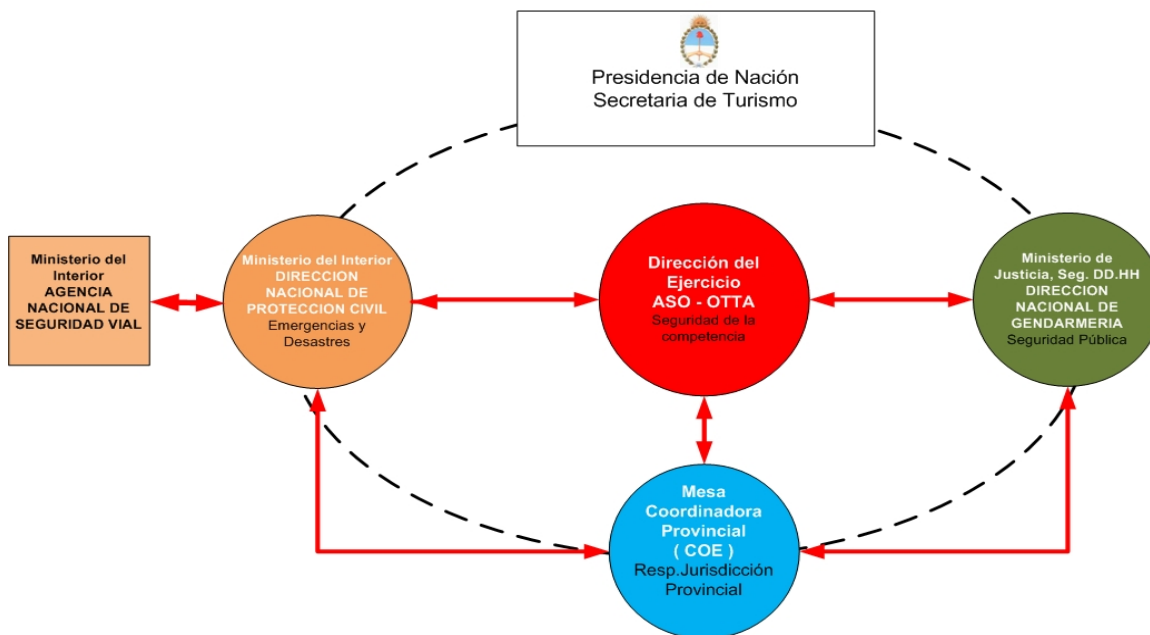 Presidencia de Nación
Secretaria de Turismo
Ministerio del
Interior
AGENCIA
NACIONAL DE
SEGURIDAD VIAL
Ministerio del Interior
DIRECCION
NACIONAL DE
PROTECCION CIVIL
Emergencias y
Desastres
Dirección del
Ejercicio
ASO - OTTA
Seguridad de la
competencia
Ministerio de
Justicia, Seg. DD.HH
DIRECCION
NACIONAL DE
GENDARMERIA
Seguridad Pública
Mesa
Coordinadora
Provincial
( COE )
Resp.Jurisdicción
Provincial